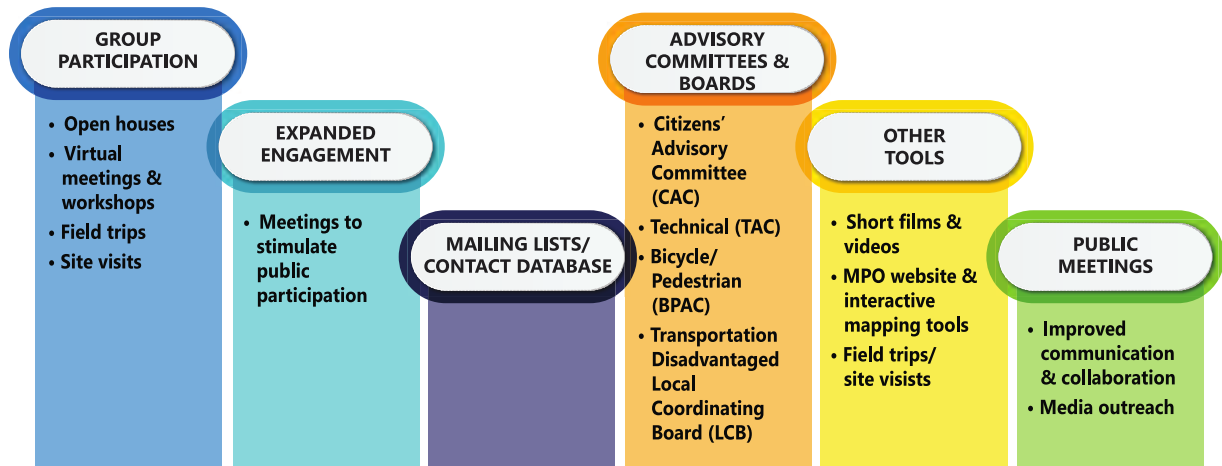 GROUP
PARTICIPATION
• Open houses
• Virtual
meetings &
workshops
• Field trips
• Site visits
EXPANDED
ENGAGEMENT
• Meetings to
stimulate
public
participation
MAILING LISTS/
CONTACT DATABASE
ADVISORY
COMMITTEES &
BOARDS
• Citizens’
Advisory
Committee
(CAC)
• Technical (TAC)
• Bicycle/
Pedestrian
(BPAC)
• Transportation
Disadvantaged
Local
Coordinating
Board (LCB)
OTHER
TOOLS
• Short films &
videos
• MPO website &
interactive
mapping tools
• Field trips/
site visists
PUBLIC
MEETINGS
• Improved
communication
& collaboration
• Media outreach